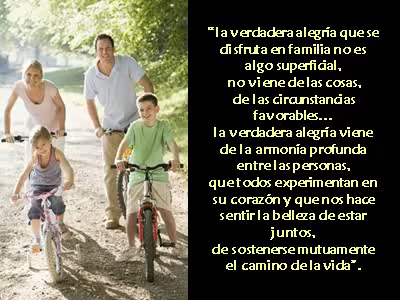 "la verdadera alegría que se
disfruta en familia no es
algo superficial,
no viene de las cosas,
de las circunstancias
favorables...
la verdadera alegría viene
de la armonía profunda
entre las personas,
que todos experimentan en
su corazón y que nos hace
sentir la belleza de estar
juntos,
de sostenerse mutuamente
el camino de la vida".